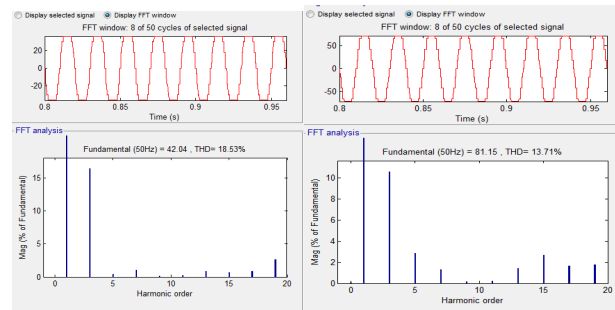 Display selected signal Display FFT window
FFT window: 8 of 50 cycles of selected signal
20
0
-20
0.8 0.85 0.9 0.95
Time (s)
FFT analysis
Fundamental (50Hz) = 42.04 , THD= 18.53%
Mag (% of Fundamental)
15
10
5
0
0 5 10 15 20
Harmonic order
Display selected signal Display FFT window
FFT window: 8 of 50 cycles of selected signal
50
0
-50
0.8 0.85 0.9 0.95
Time (s)
FFT analysis
Fundamental (50Hz) = 81.15 , THD= 13.71%
Mag (% of Fundamental)
10
8
6
4
2
0
0 5 10 15 20
Harmonic order